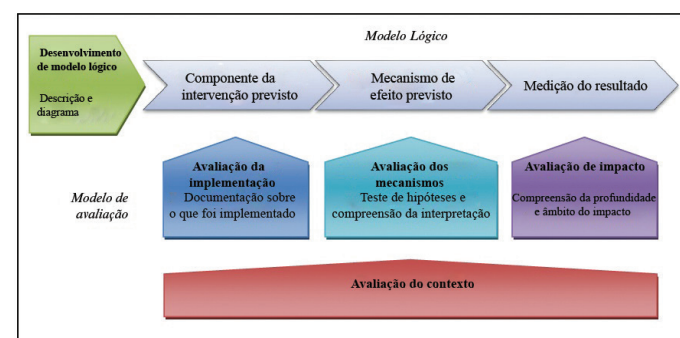 Modelo Lógico
Desenvolvimento
de modelo lógico
Descrição e
diagrama
Componente da
intervenção previsto
Mecanismo de
efeito previsto
Medição do resultado
Modelo de
avaliação
Avaliação da
implementação
Documentação sobre
o que foi implementado
Avaliação dos
mecanismos
Teste de hipóteses e
compreensão da interpretação
Avaliação de impacto
Compreensão da profundidade
e âmbito do impacto
Avaliação do contexto